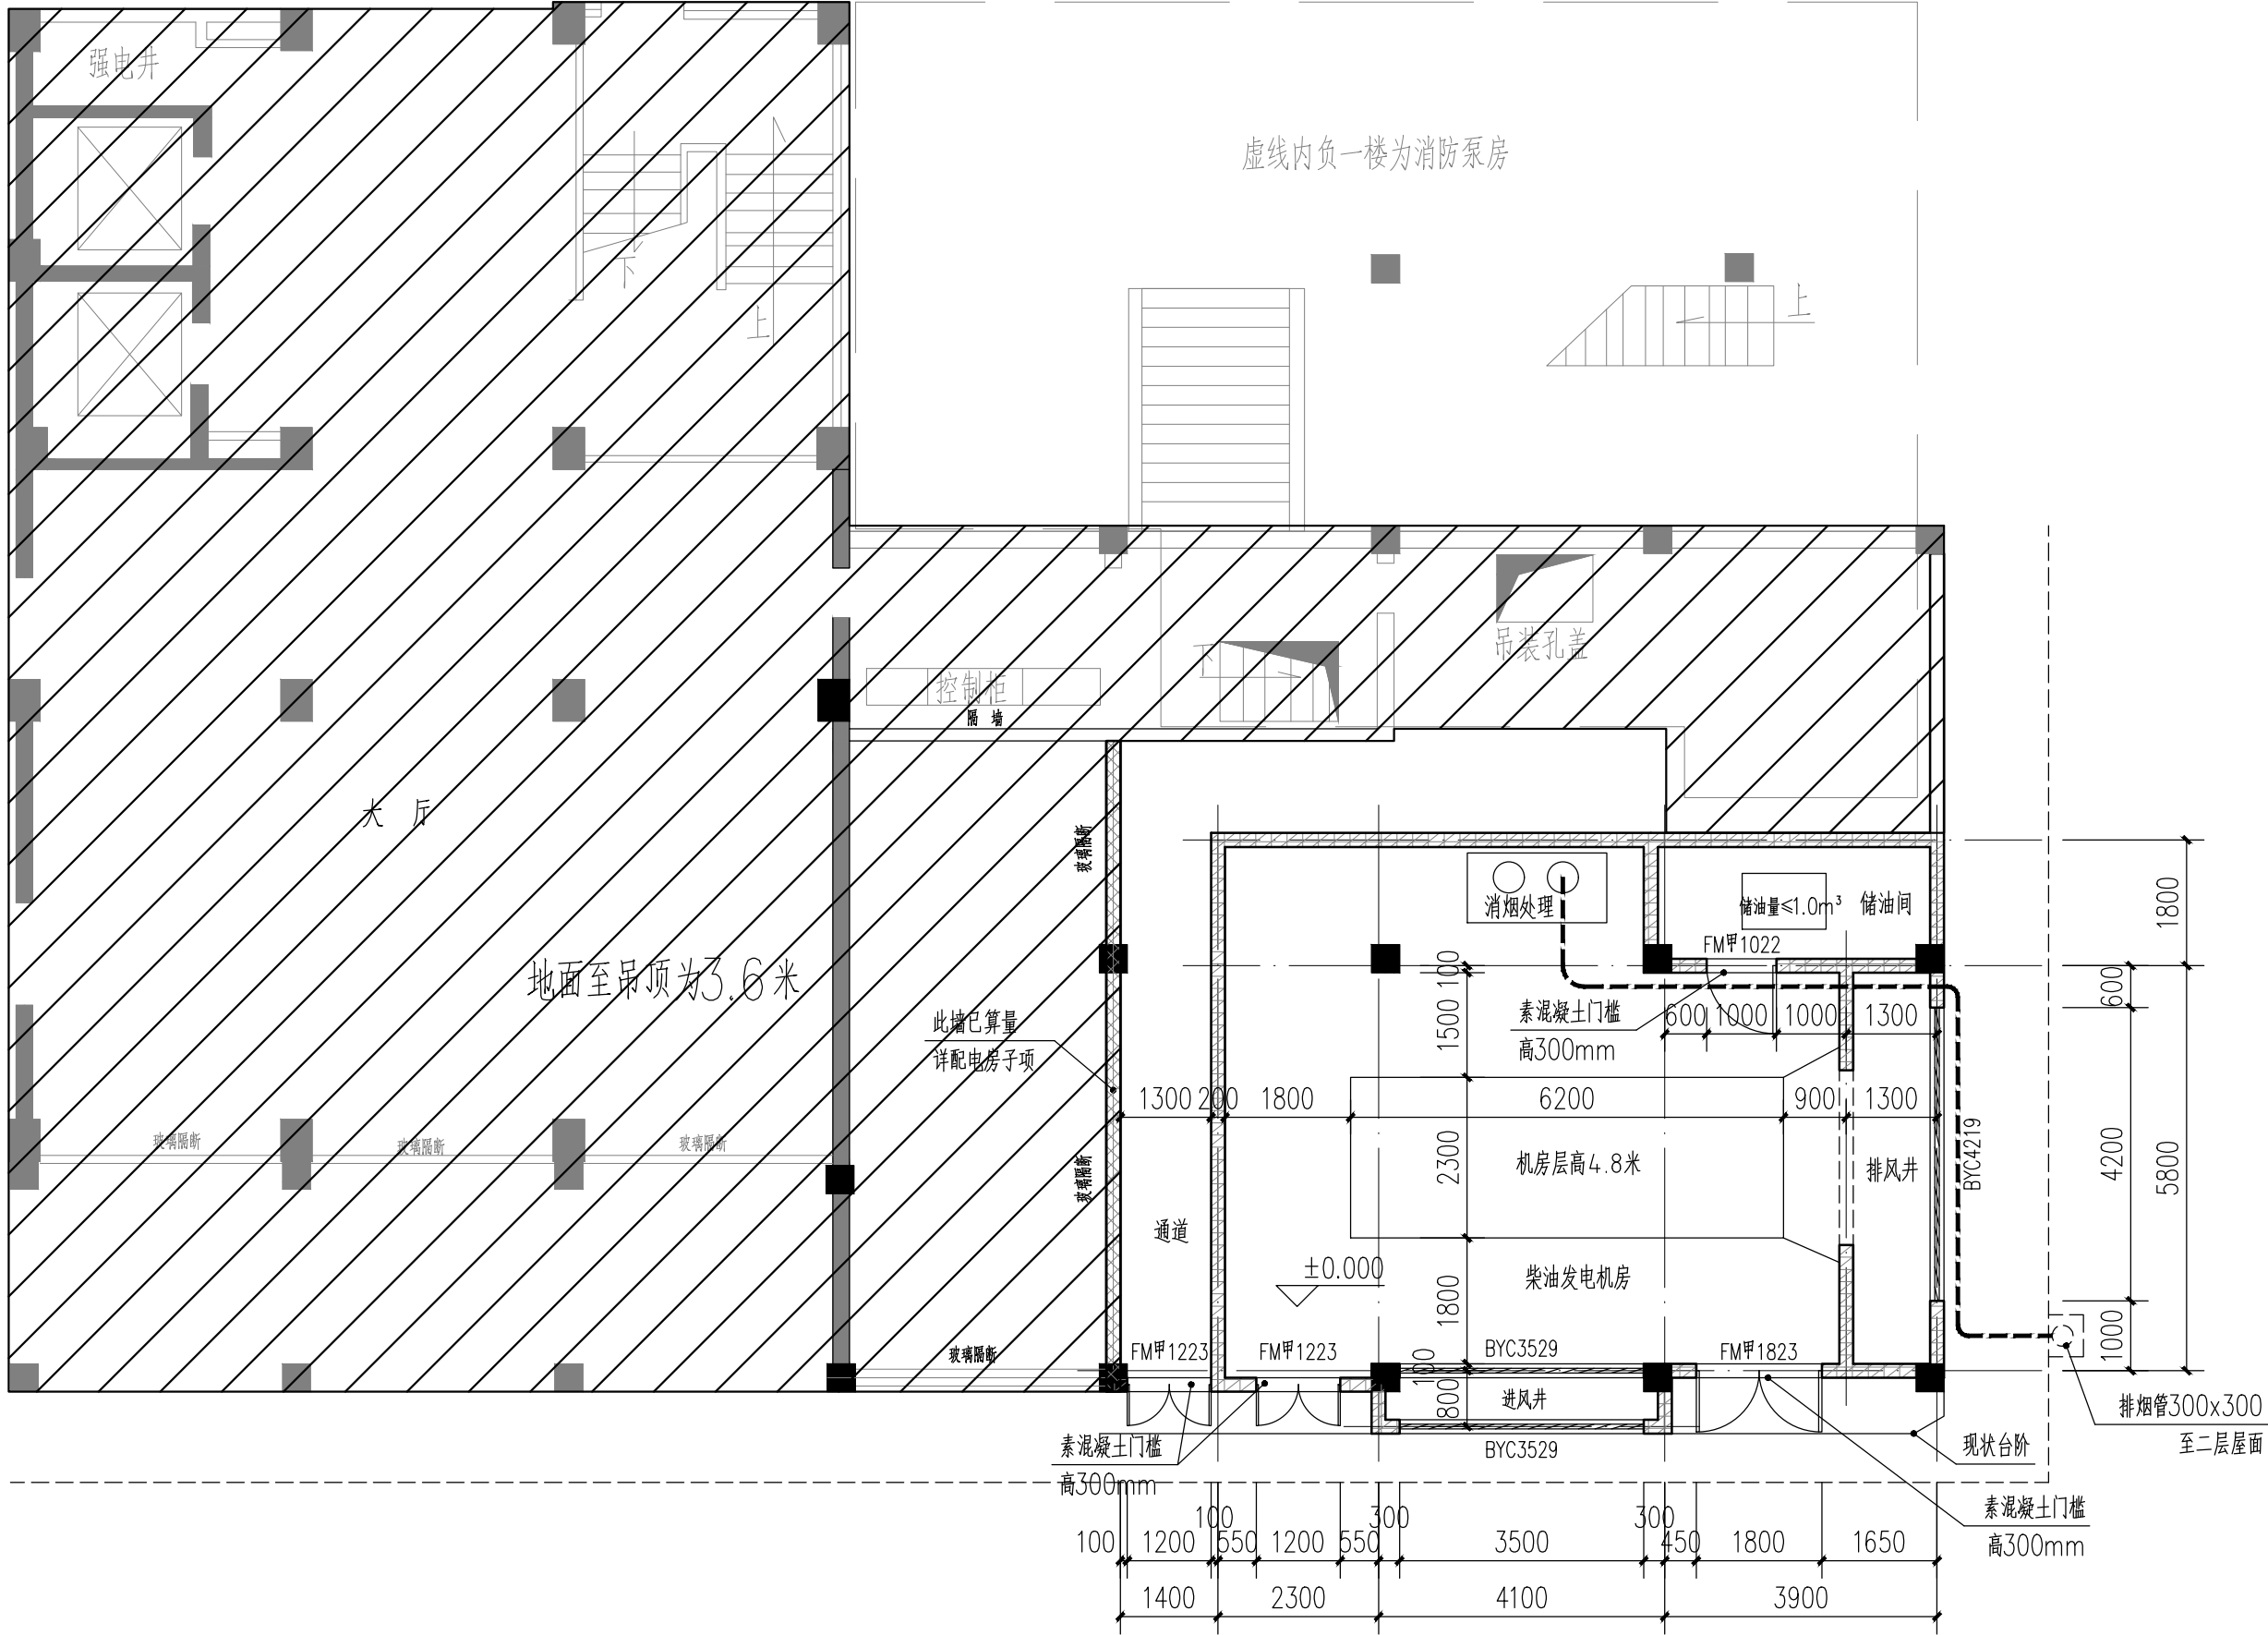 强电井
虚线内负一楼为消防泵房
下
上
上
吊装孔盖
下
控制柜
隔 墙
大 厅
玻璃隔断
消烟处理
储油量≤1.0m³
储油间
FM甲1022
地面至吊顶为3.6米
此墙已算量
详配电房子项
素混凝土门槛
高300mm
100
1500
2300
1800
100
800
600
1000
1000
1300
1300
200
1800
6200
900
1300
1800
600
4200
5800
1000
玻璃隔断
玻璃隔断
玻璃隔断
玻璃隔断
机房层高4.8米
排风井
BYC4219
通道
±0.000
柴油发电机房
玻璃隔断
FM甲1223
FM甲1223
BYC3529
FM甲1823
进风井
BYC3529
素混凝土门槛
高300mm
排烟管300x300
至二层屋面
现状台阶
素混凝土门槛
高300mm
100
1200
100
550
1200
550
300
3500
300
450
1800
1650
1400
2300
4100
3900